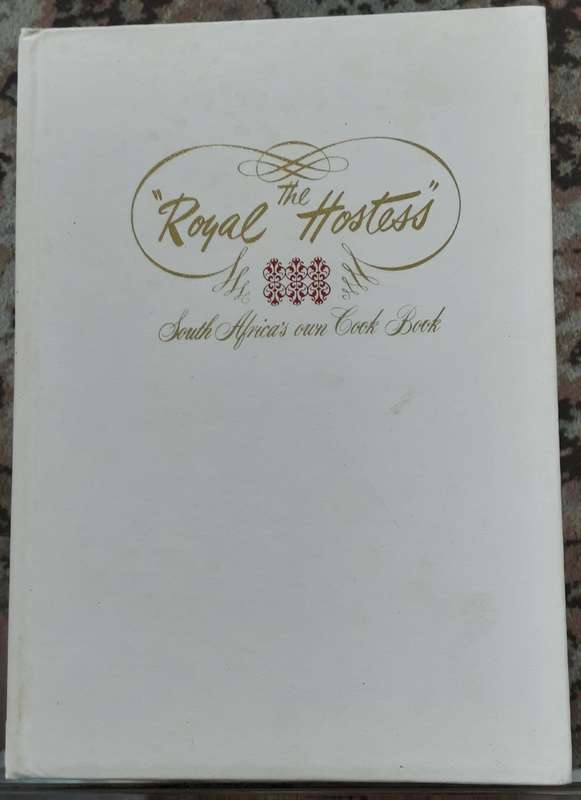 The
"Royal Hostess"
South Africa's own Cook Book